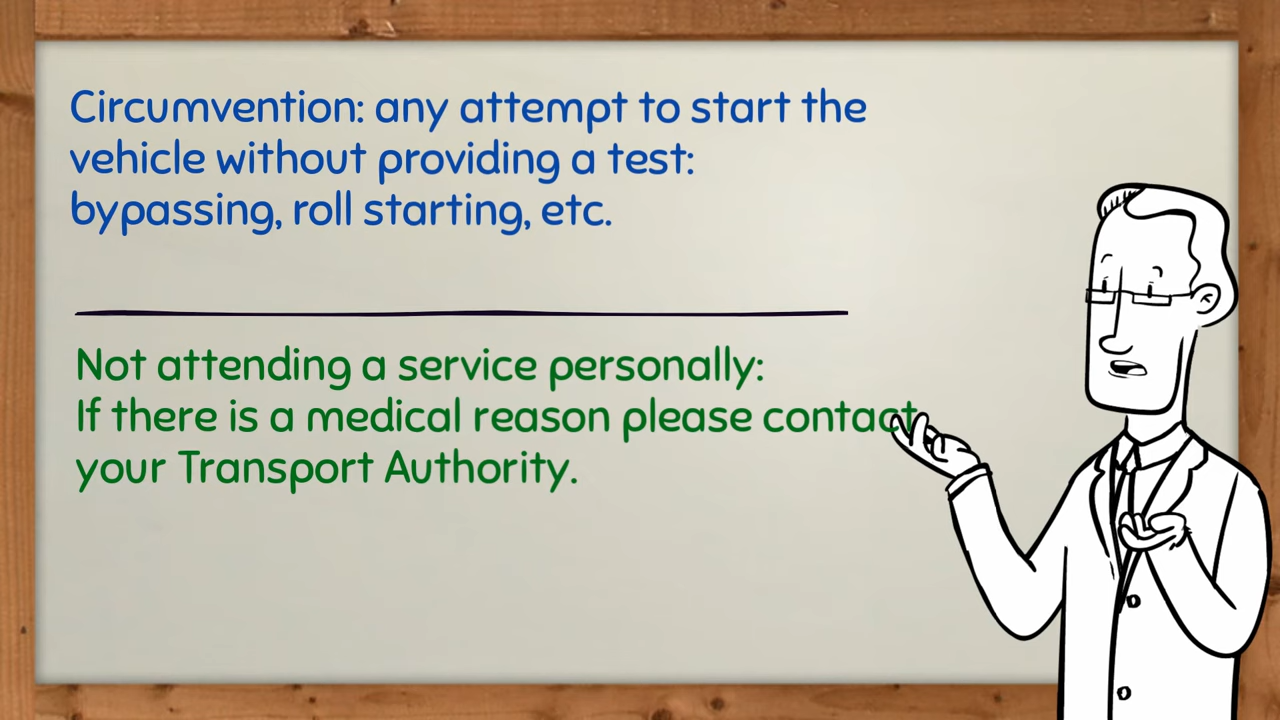 Circumvention: any attempt to start the
vehicle without providing a test:
bypassing, roll starting, etc.
Not attending a service personally:
If there is a medical reason please contact
your Transport Authority.